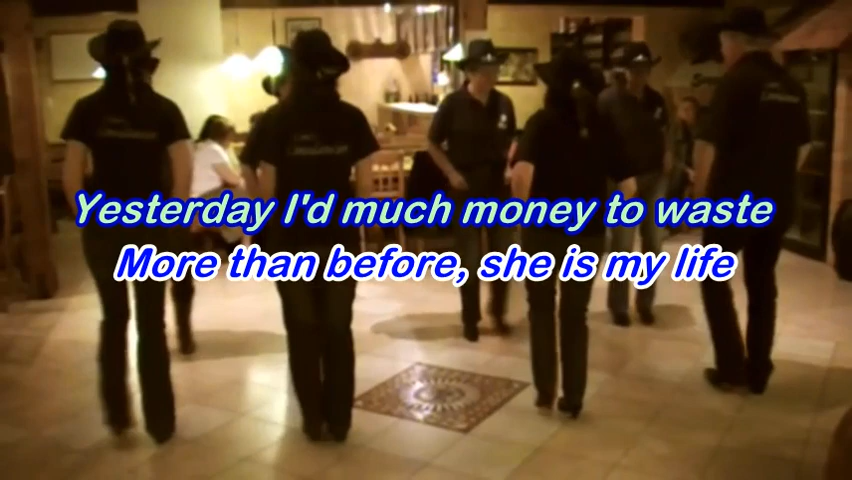 Yesterday I'd much money to waste
More than before, she is my life